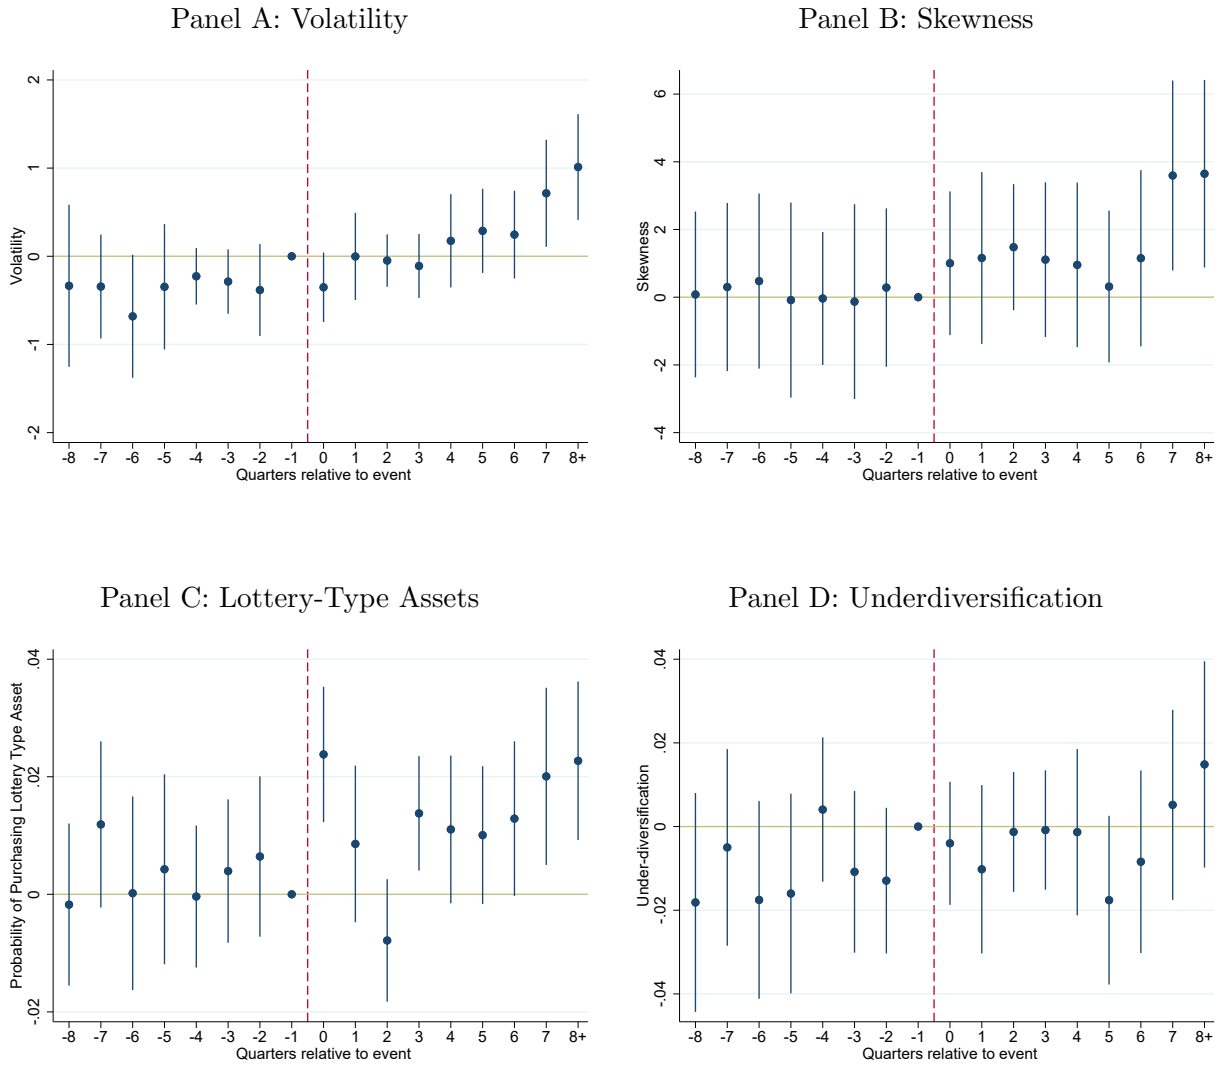 Panel A: Volatility
Volatility
2
1
0
-1
-2
-8 -7 -6 -5 -4 -3 -2 -1 0 1 2 3 4 5 6 7 8+
Quarters relative to event
Panel B: Skewness
Skewness
6
4
2
0
-2
-4
-8 -7 -6 -5 -4 -3 -2 -1 0 1 2 3 4 5 6 7 8+
Quarters relative to event
Panel C: Lottery-Type Assets
Probability of Purchasing Lottery Type Asset
.04
.02
0
-.02
-8 -7 -6 -5 -4 -3 -2 -1 0 1 2 3 4 5 6 7 8+
Quarters relative to event
Panel D: Underdiversification
Under-diversification
.04
.02
0
-.02
-.04
-8 -7 -6 -5 -4 -3 -2 -1 0 1 2 3 4 5 6 7 8+
Quarters relative to event